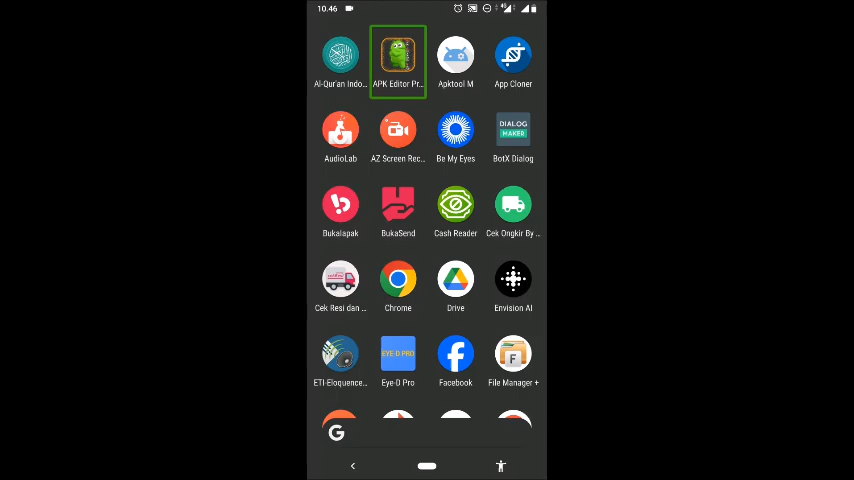 10.46
4G
Al-Qur'an Indo...
APK Editor Pr...
Apktool M
App Cloner
DIALOG
MAKER
AudioLab
AZ Screen Rec...
Be My Eyes
BotX Dialog
Bukalapak
BukaSend
Cash Reader
Cek Ongkir By ...
Cek Resi dan ...
Chrome
Drive
Envision AI
EYE-D PRO
F
ETI-Eloquence...
Eye-D Pro
Facebook
File Manager +
G